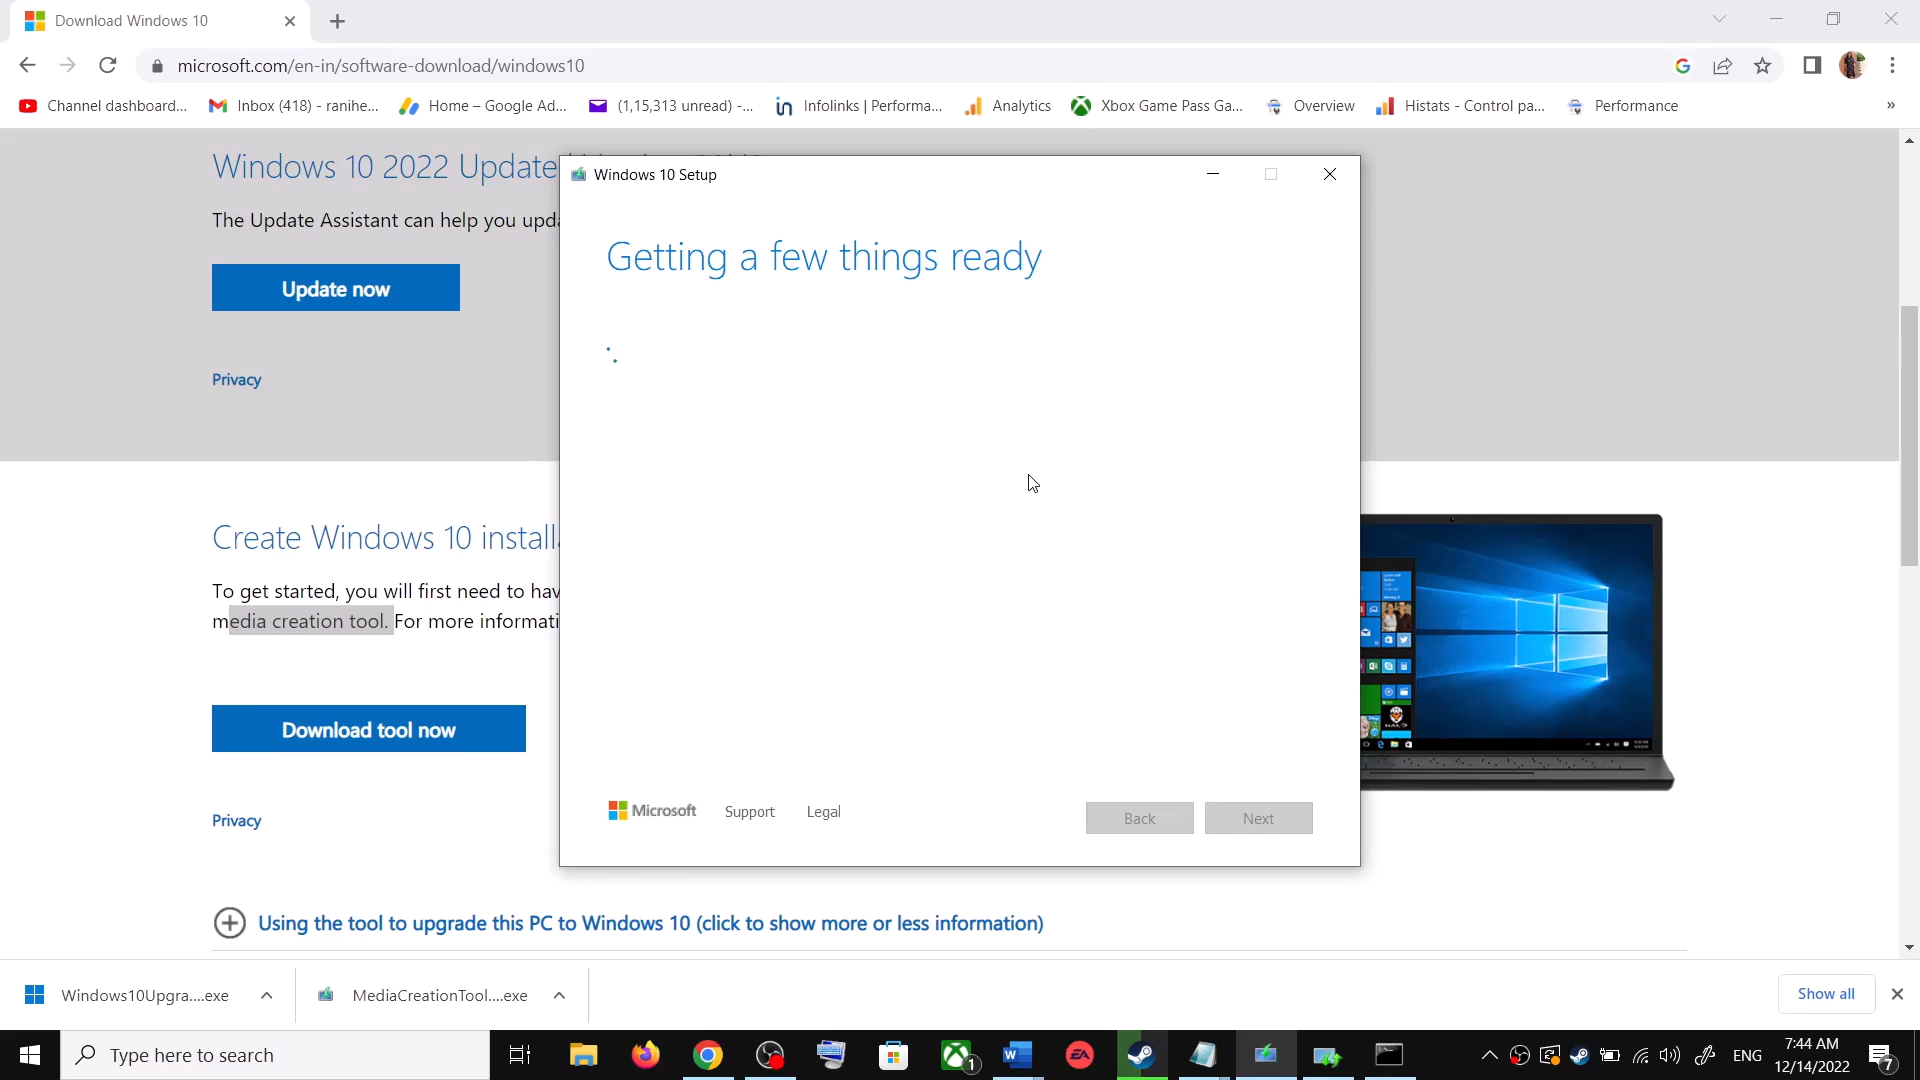 Download Windows 10
microsoft.com/en-in/software-download/windows10
Channel dashboard...
Inbox (418) - ranihe...
Home – Google Ad...
(1,15,313 unread) -...
Infolinks | Performa...
Analytics
Xbox Game Pass Ga...
Overview
Histats - Control pa...
Performance
»
Windows 10 2022 Update
The Update Assistant can help you upda
Update now
Privacy
Windows 10 Setup
Getting a few things ready
Microsoft
Support
Legal
Back
Next
Create Windows 10 installa
To get started, you will first need to hav
media creation tool. For more informati
Download tool now
Privacy
Using the tool to upgrade this PC to Windows 10 (click to show more or less information)
Windows10Upgra....exe
MediaCreationTool....exe
Show all
Type here to search
1
ENG
7:44 AM
12/14/2022
7